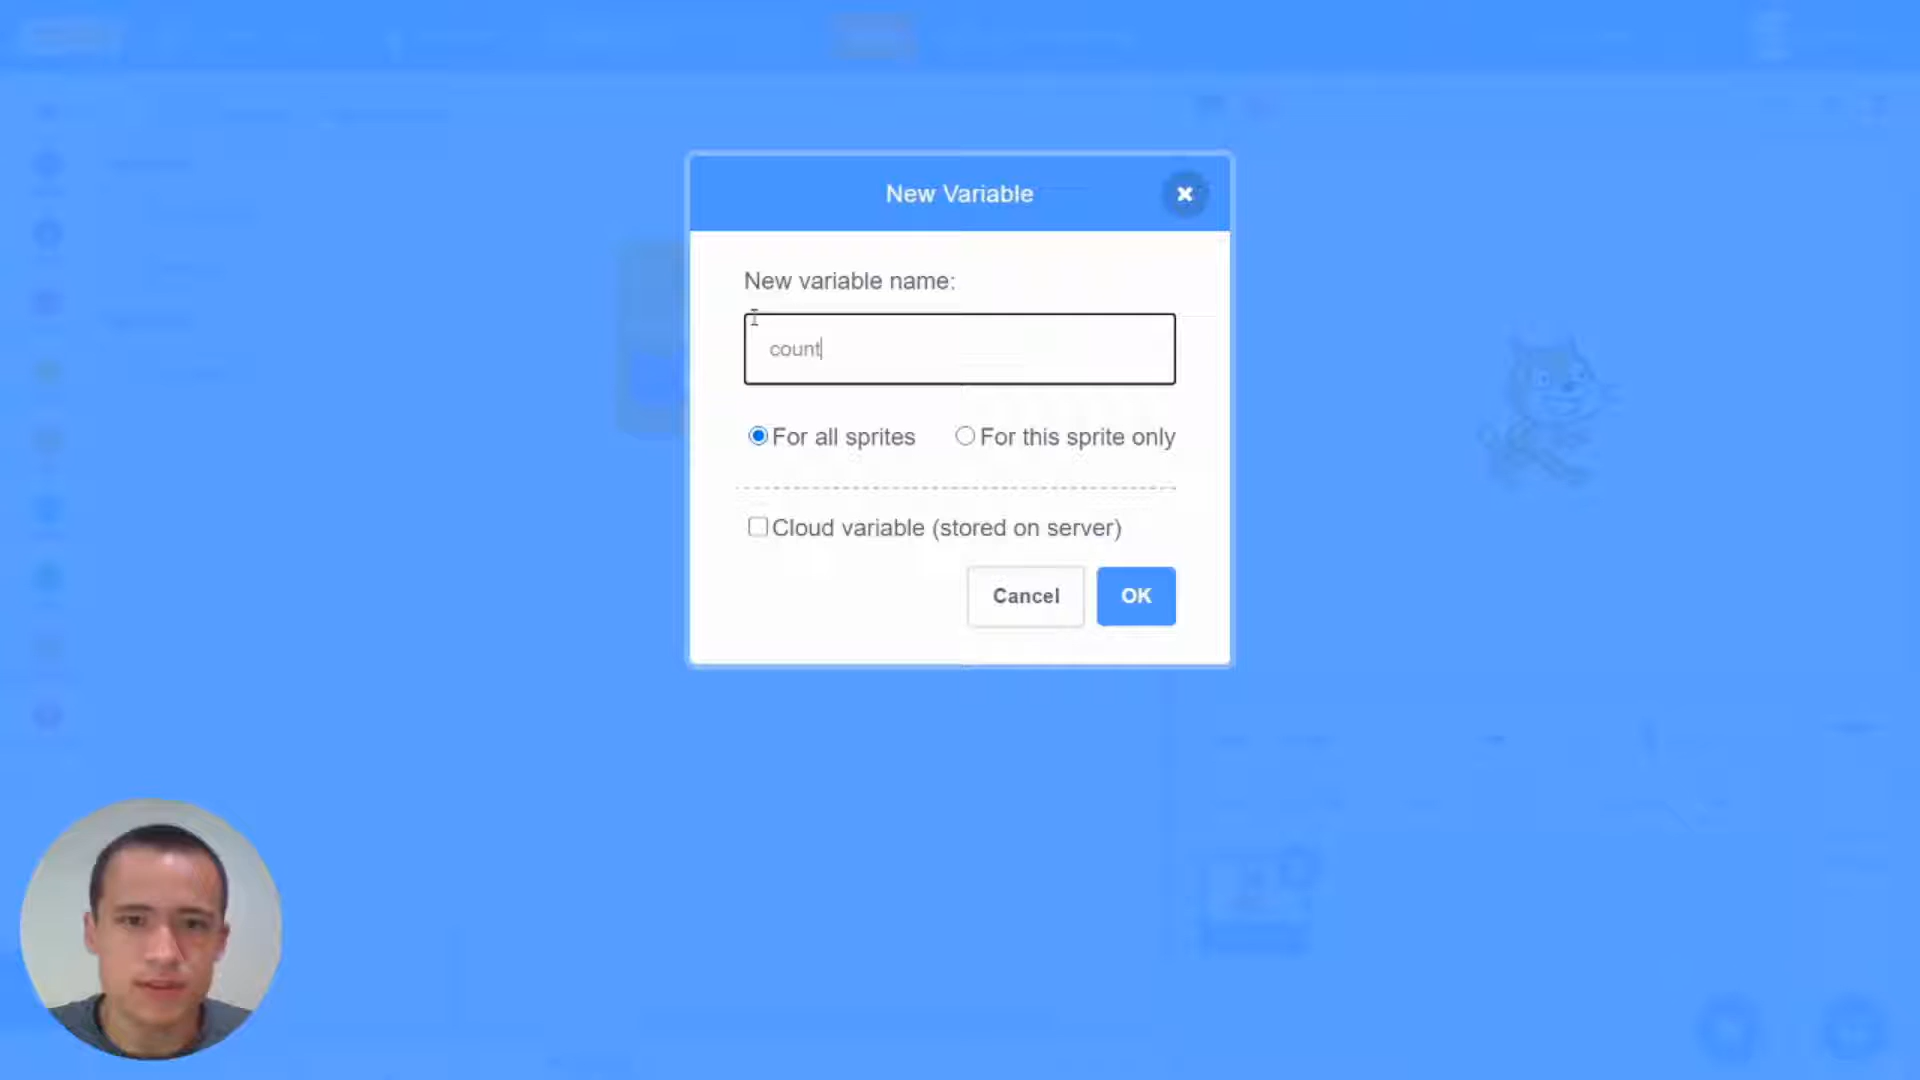 New Variable
New variable name:
count
For all sprites
For this sprite only
Cloud variable (stored on server)
Cancel
OK